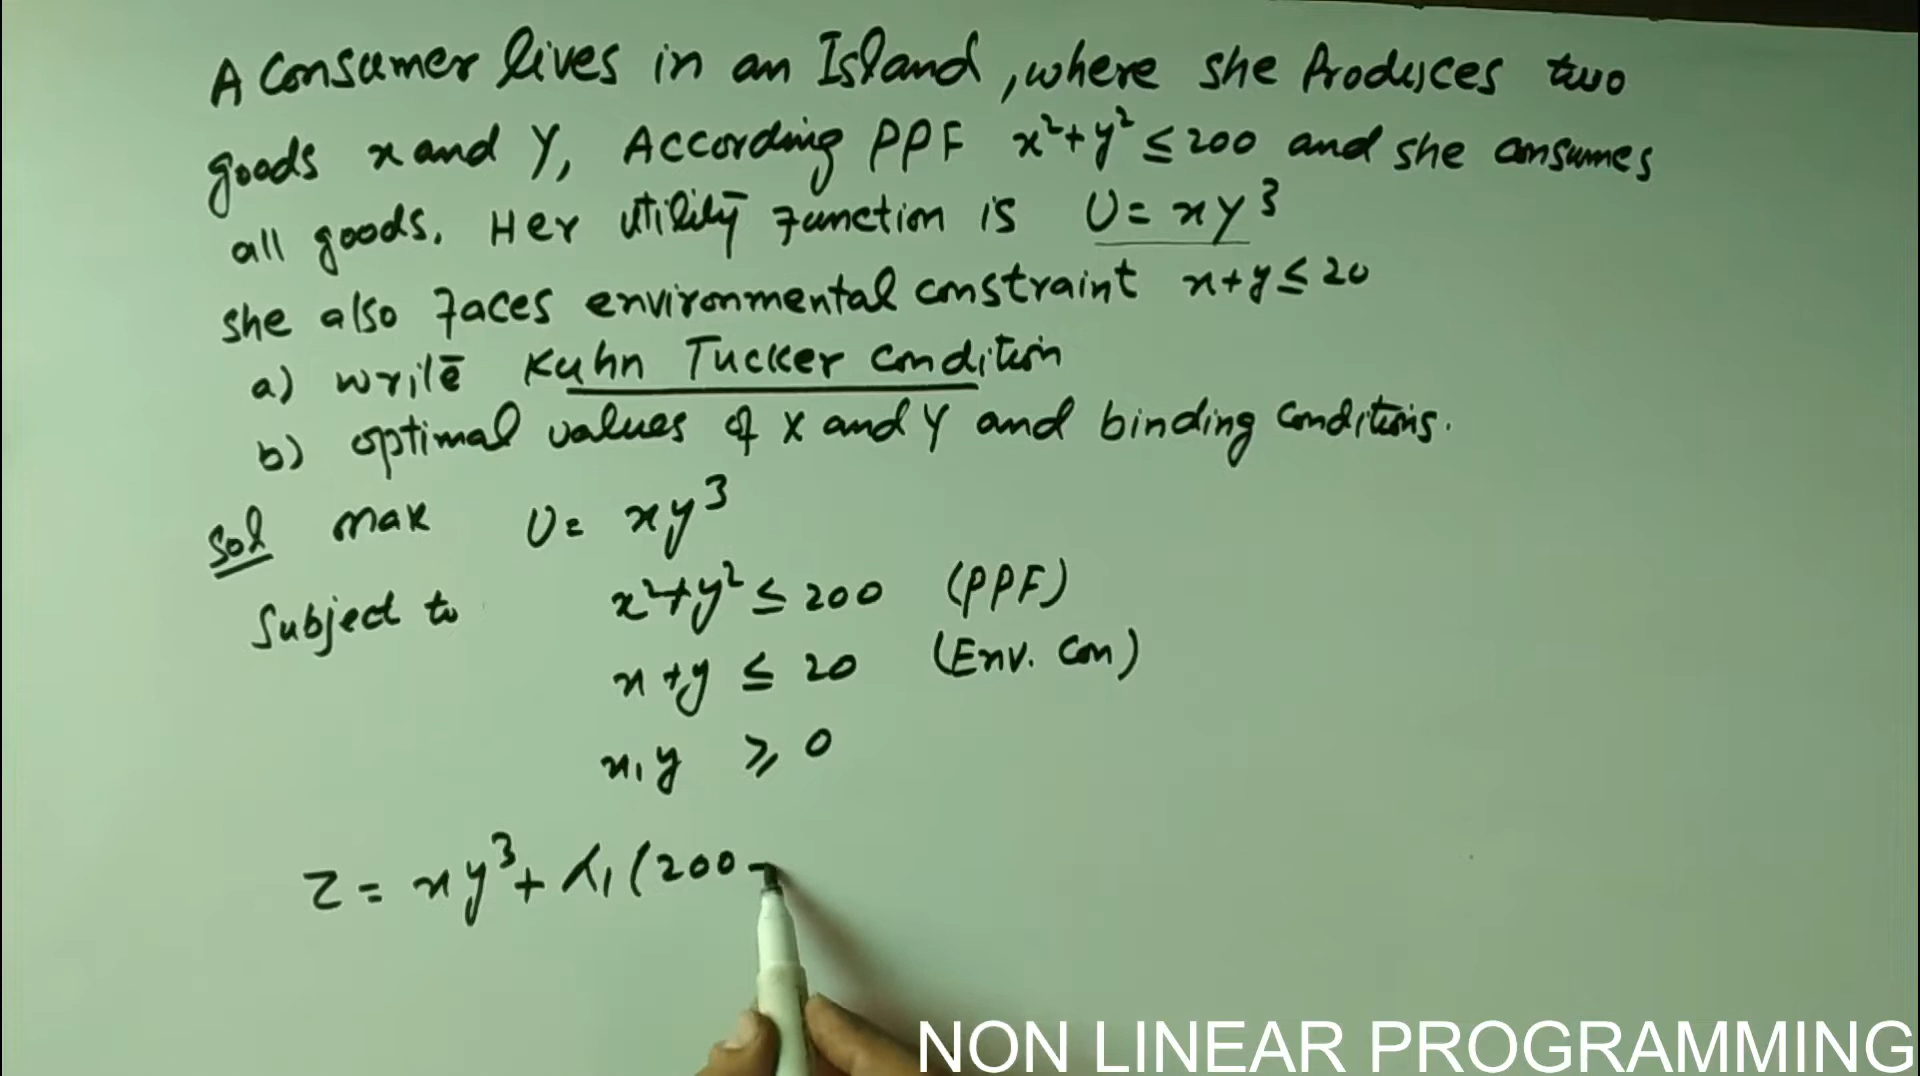 A Consumer lives in an Island, where she Produces two
goods x and Y, According PPF x²+y² ≤ 200 and she consumes
all goods. Her utility Function is U = xy³
she also Faces environmental constraint x+y ≤ 20
a) write Kuhn Tucker condition
b) optimal values of X and Y and binding conditions.
Sol max U = xy³
Subject to x²+y² ≤ 200 (PPF)
x+y ≤ 20 (Env. Con)
x, y ≥ 0
Z = xy³ + λ₁ (200 -
NON LINEAR PROGRAMMING